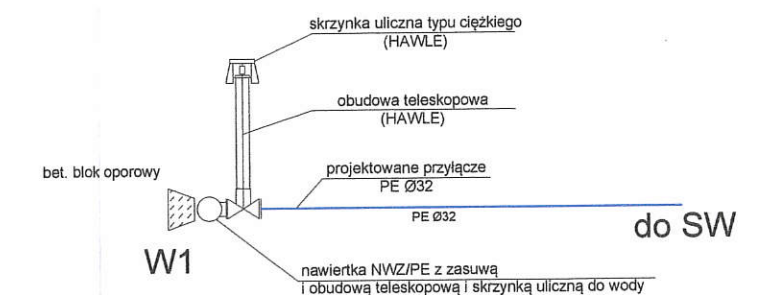 skrzynka uliczna typu ciężkiego
(HAWLE)
obudowa teleskopowa
(HAWLE)
bet. blok oporowy
projektowane przyłącze
PE Ø32
PE Ø32
do SW
W1
nawiertka NWZ/PE z zasuwą
i obudową teleskopową i skrzynką uliczną do wody